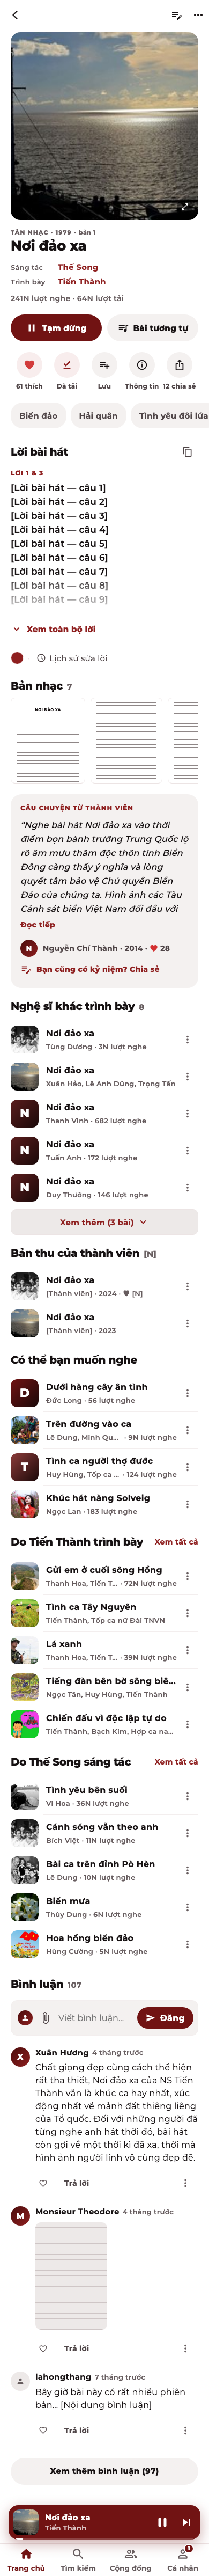 TÂN NHẠC • 1979 • bản 1
Nơi đảo xa
Sáng tác Thế Song
Trình bày Tiến Thành
241N lượt nghe • 64N lượt tải
Tạm dừng
Bài tương tự
61 thích
Đã tải
Lưu
Thông tin
12 chia sẻ
Biển đảo
Hải quân
Tình yêu đôi lứa
Lời bài hát
LỜI 1 & 3
[Lời bài hát — câu 1]
[Lời bài hát — câu 2]
[Lời bài hát — câu 3]
[Lời bài hát — câu 4]
[Lời bài hát — câu 5]
[Lời bài hát — câu 6]
[Lời bài hát — câu 7]
[Lời bài hát — câu 8]
[Lời bài hát — câu 9]
Xem toàn bộ lời
Lịch sử sửa lời
Bản nhạc 7
NƠI ĐẢO XA
CÂU CHUYỆN TỪ THÀNH VIÊN
“Nghe bài hát Nơi đảo xa vào thời
điểm bọn bành trướng Trung Quốc lộ
rõ âm mưu thâm độc thôn tính Biển
Đông càng thấy ý nghĩa và lòng
quyết tâm bảo vệ Chủ quyền Biển
Đảo của chúng ta. Hình ảnh các Tàu
Cảnh sát biển Việt Nam đối đầu với
Đọc tiếp
N
Nguyễn Chí Thành • 2014 • 28
Bạn cũng có kỷ niệm? Chia sẻ
Nghệ sĩ khác trình bày 8
Nơi đảo xa
Tùng Dương • 3N lượt nghe
Nơi đảo xa
Xuân Hảo, Lê Anh Dũng, Trọng Tấn
N
Nơi đảo xa
Thanh Vinh • 682 lượt nghe
N
Nơi đảo xa
Tuấn Anh • 172 lượt nghe
N
Nơi đảo xa
Duy Thường • 146 lượt nghe
Xem thêm (3 bài)
Bản thu của thành viên [N]
Nơi đảo xa
[Thành viên] • 2024 • [N]
Nơi đảo xa
[Thành viên] • 2023
Có thể bạn muốn nghe
D
Dưới hàng cây ân tình
Đức Long • 56 lượt nghe
Trên đường vào ca
Lê Dung, Minh Qu... • 9N lượt nghe
T
Tình ca người thợ đước
Huy Hùng, Tốp ca ... • 124 lượt nghe
Khúc hát nàng Solveig
Ngọc Lan • 183 lượt nghe
Do Tiến Thành trình bày
Xem tất cả
Gửi em ở cuối sông Hồng
Thanh Hoa, Tiến T... • 72N lượt nghe
Tình ca Tây Nguyên
Tiến Thành, Tốp ca nữ Đài TNVN
Lá xanh
Thanh Hoa, Tiến T... • 39N lượt nghe
Tiếng đàn bên bờ sông biê...
Ngọc Tân, Huy Hùng, Tiến Thành
Chiến đấu vì độc lập tự do
Tiến Thành, Bạch Kim, Hợp ca na...
Do Thế Song sáng tác
Xem tất cả
Tình yêu bên suối
Vi Hoa • 36N lượt nghe
Cánh sóng vẫn theo anh
Bích Việt • 11N lượt nghe
Bài ca trên đỉnh Pò Hèn
Lê Dung • 10N lượt nghe
Biển mưa
Thùy Dung • 6N lượt nghe
Hoa hồng biển đảo
Hùng Cường • 5N lượt nghe
Bình luận 107
Viết bình luận...
Đăng
X
Xuân Hương 4 tháng trước
Chất giọng đẹp cùng cách thể hiện
rất tha thiết, Nơi đảo xa của NS Tiến
Thành vẫn là khúc ca hay nhất, xúc
động nhất về mảnh đất thiêng liêng
của Tổ quốc. Đối với những người đã
từng nghe anh hát thời đó, bài hát
còn gợi về một thời kì đã xa, thời mà
hình ảnh người lính vô cùng đẹp đẽ.
Trả lời
M
Monsieur Theodore 4 tháng trước
Trả lời
lahongthang 7 tháng trước
Bây giờ bài này có rất nhiều phiên
bản... [Nội dung bình luận]
Trả lời
Xem thêm bình luận (97)
Nơi đảo xa
Tiến Thành
Trang chủ
Tìm kiếm
Cộng đồng
1
Cá nhân